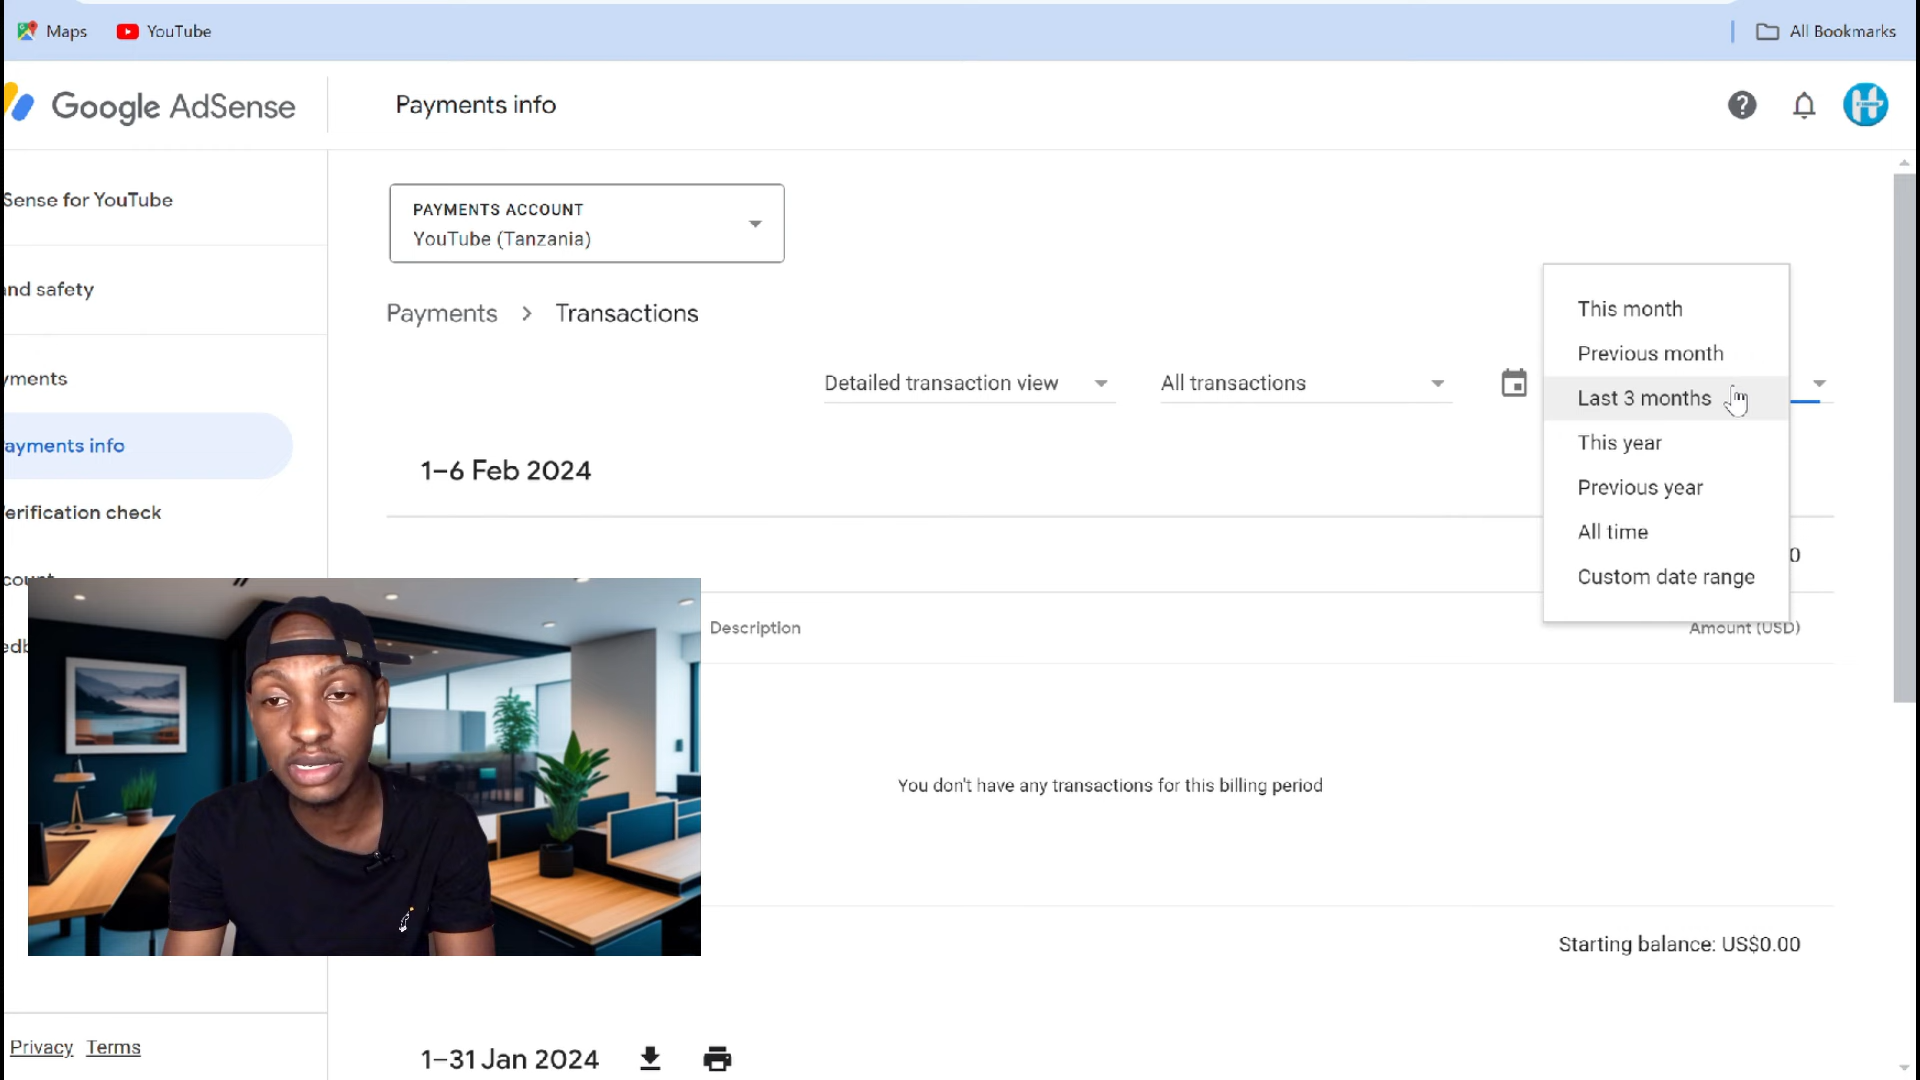 Maps
YouTube
All Bookmarks
Google AdSense
Payments info
Sense for YouTube
nd safety
yments
ayments info
erification check
PAYMENTS ACCOUNT
YouTube (Tanzania)
Payments > Transactions
Detailed transaction view
All transactions
This month
Previous month
Last 3 months
This year
Previous year
All time
Custom date range
1–6 Feb 2024
0
Description
Amount (USD)
You don't have any transactions for this billing period
Starting balance: US$0.00
1–31 Jan 2024
Privacy Terms